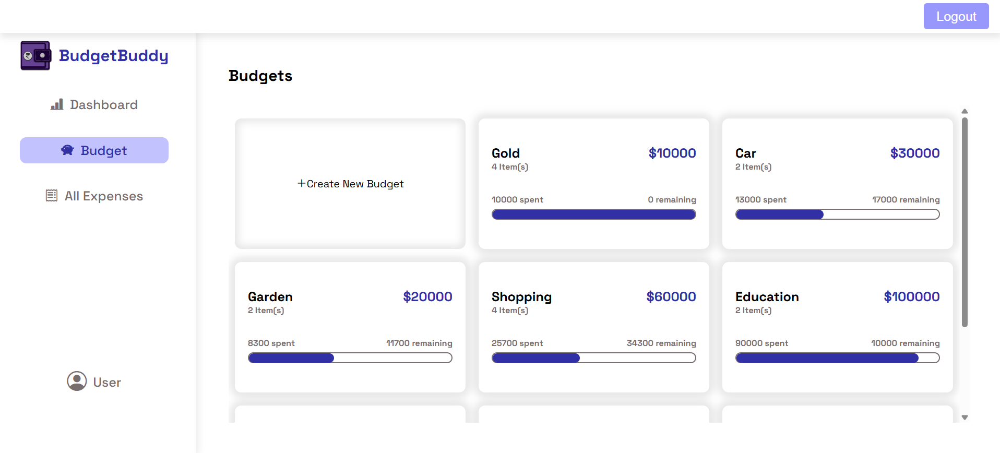 Logout
BudgetBuddy
Dashboard
Budget
All Expenses
User
Budgets
+Create New Budget
Gold $10000
4 Item(s)
10000 spent 0 remaining
Car $30000
2 Item(s)
13000 spent 17000 remaining
Garden $20000
2 Item(s)
8300 spent 11700 remaining
Shopping $60000
4 Item(s)
25700 spent 34300 remaining
Education $100000
2 Item(s)
90000 spent 10000 remaining